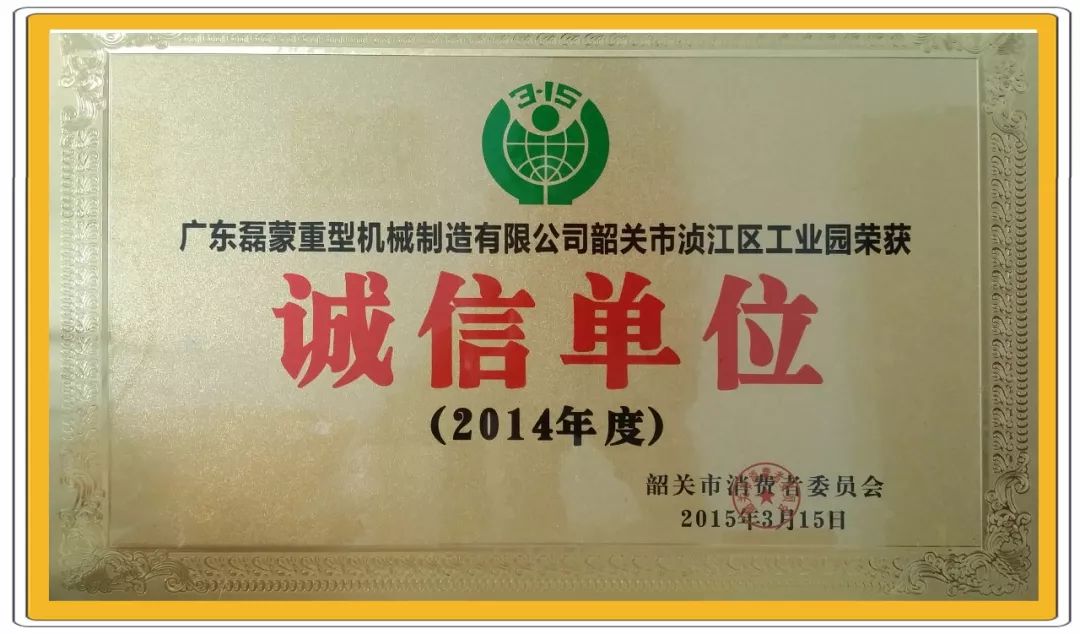 3·15
广东磊蒙重型机械制造有限公司韶关市浈江区工业园荣获
诚信单位
(2014年度)
韶关市消费者委员会
2015年3月15日